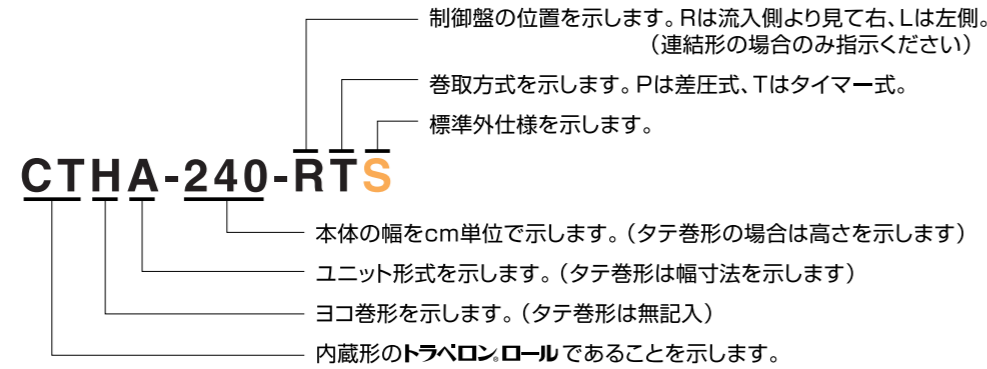 制御盤の位置を示します。Rは流入側より見て右、Lは左側。
（連結形の場合のみ指示ください）
巻取方式を示します。Pは差圧式、Tはタイマー式。
標準外仕様を示します。
CTHA-240-RTS
本体の幅をcm単位で示します。（タテ巻形の場合は高さを示します）
ユニット形式を示します。（タテ巻形は幅寸法を示します）
ヨコ巻形を示します。（タテ巻形は無記入）
内蔵形のトラベロン®ロールであることを示します。